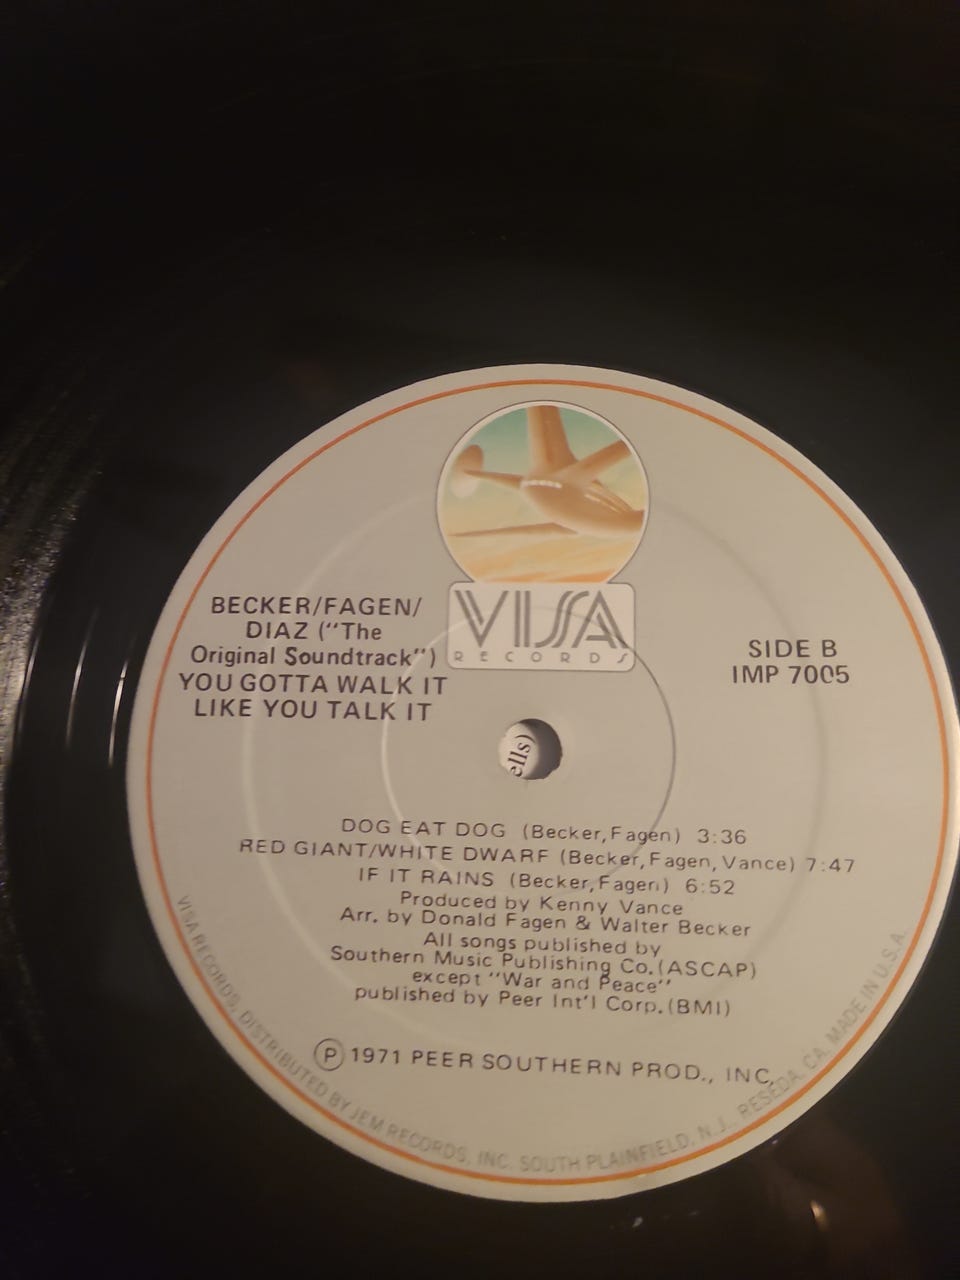 VISSA
RECORDS
BECKER/FAGEN/
DIAZ ("The
Original Soundtrack")
YOU GOTTA WALK IT
LIKE YOU TALK IT
SIDE B
IMP 7005
ells)
DOG EAT DOG (Becker,Fagen) 3:36
RED GIANT/WHITE DWARF (Becker,Fagen,Vance) 7:47
IF IT RAINS (Becker,Fagen) 6:52
Produced by Kenny Vance
Arr. by Donald Fagen & Walter Becker
All songs published by
Southern Music Publishing Co.(ASCAP)
except "War and Peace"
published by Peer Int'l Corp.(BMI)
Ⓟ 1971 PEER SOUTHERN PROD., INC.
VISA RECORDS, DISTRIBUTED BY JEM RECORDS, INC. SOUTH PLAINFIELD, N.J., RESEDA, CA. MADE IN U.S.A.